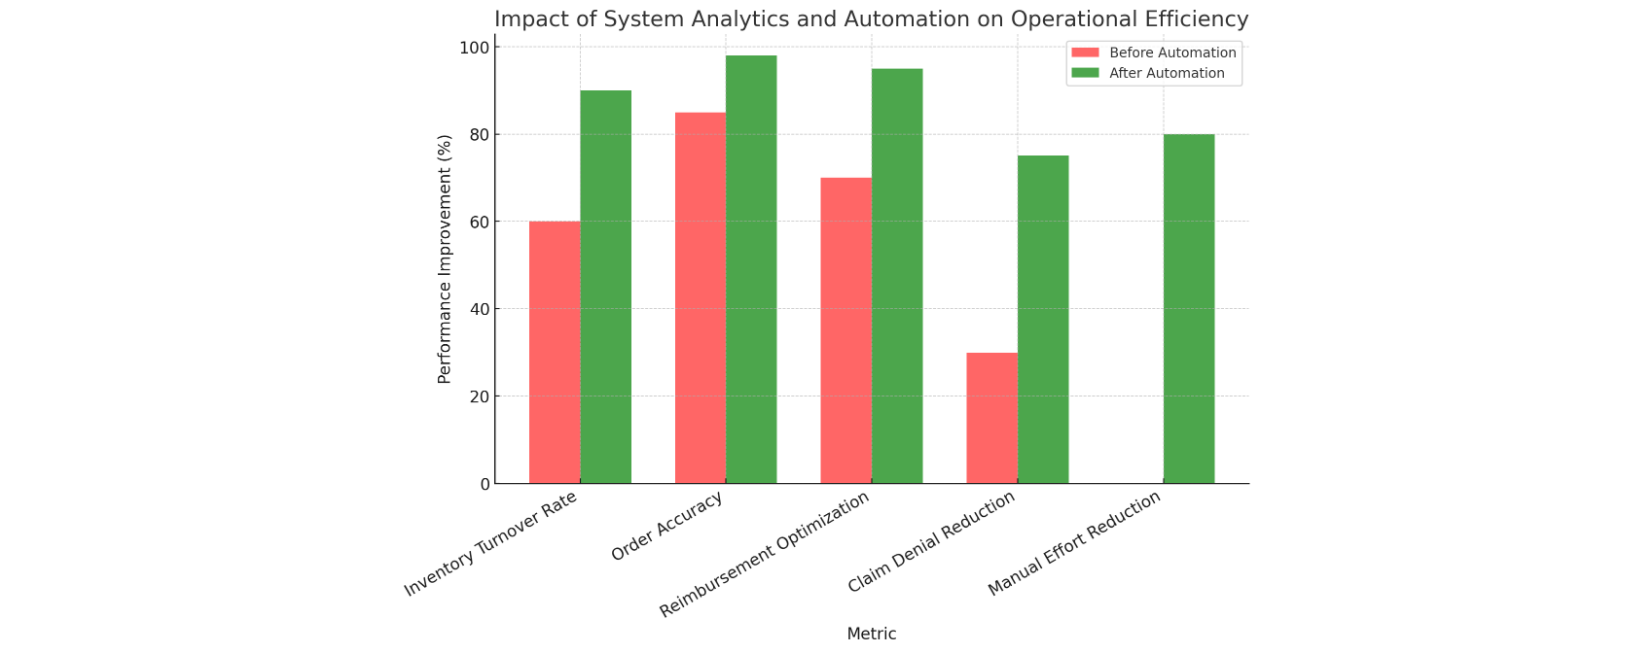 Impact of System Analytics and Automation on Operational Efficiency
Before Automation
After Automation
Performance Improvement (%)
100
80
60
40
20
0
Inventory Turnover Rate
Order Accuracy
Reimbursement Optimization
Claim Denial Reduction
Manual Effort Reduction
Metric